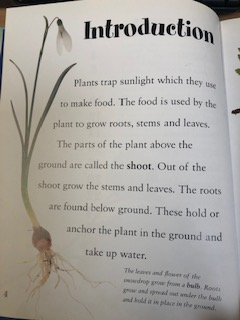 Introduction
Plants trap sunlight which they use
to make food. The food is used by the
plant to grow roots, stems and leaves.
The parts of the plant above the
ground are called the shoot. Out of the
shoot grow the stems and leaves. The roots
are found below ground. These hold or
anchor the plant in the ground and
take up water.
The leaves and flower of the
snowdrop grow from a bulb. Roots
grow and spread out under the bulb
and hold it in place in the ground.
4